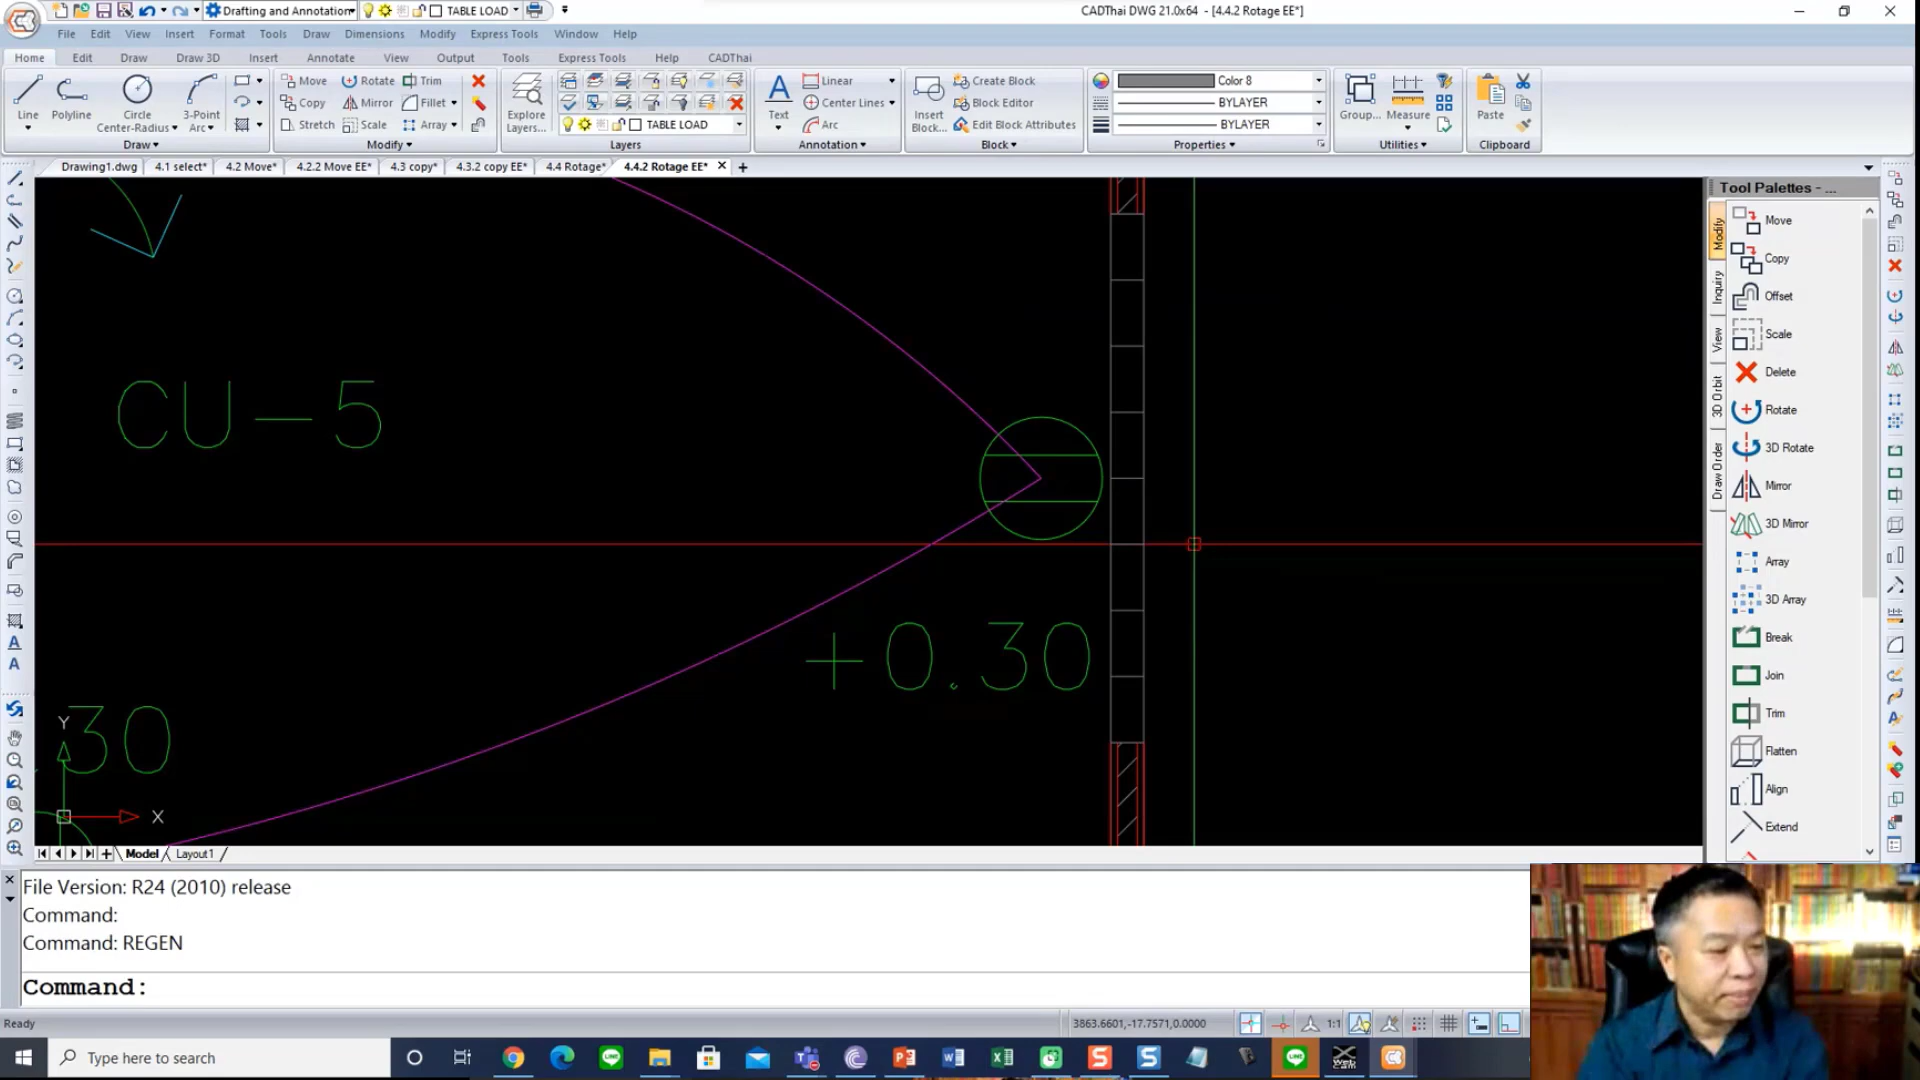 Drafting and Annotation
TABLE LOAD
CADThai DWG 21.0x64 - [4.4.2 Rotage EE*]
File Edit View Insert Format Tools Draw Dimensions Modify Express Tools Window Help
Home Edit Draw Draw 3D Insert Annotate View Output Tools Express Tools Help CADThai
Line
Polyline
Circle
Center-Radius
3-Point
Arc
Draw
Move Rotate Trim
Copy Mirror Fillet
Stretch Scale Array
Modify
Explore
Layers...
TABLE LOAD
Layers
Text
Linear
Center Lines
Arc
Annotation
Insert
Block...
Create Block
Block Editor
Edit Block Attributes
Block
Color 8
BYLAYER
BYLAYER
Properties
Group...
Measure
Utilities
Paste
Clipboard
Drawing1.dwg 4.1 select* 4.2 Move* 4.2.2 Move EE* 4.3 copy* 4.3.2 copy EE* 4.4 Rotage* 4.4.2 Rotage EE*
Tool Palettes - ...
Modify
Inquiry
View
3D Orbit
Draw Order
Move
Copy
Offset
Scale
Delete
Rotate
3D Rotate
Mirror
3D Mirror
Array
3D Array
Break
Join
Trim
Flatten
Align
Extend
CU-5
+0.30
30
Y
X
Model Layout1
File Version: R24 (2010) release
Command:
Command: REGEN
Command:
Ready
3863.6601,-17.7571,0.0000
1:1
Type here to search